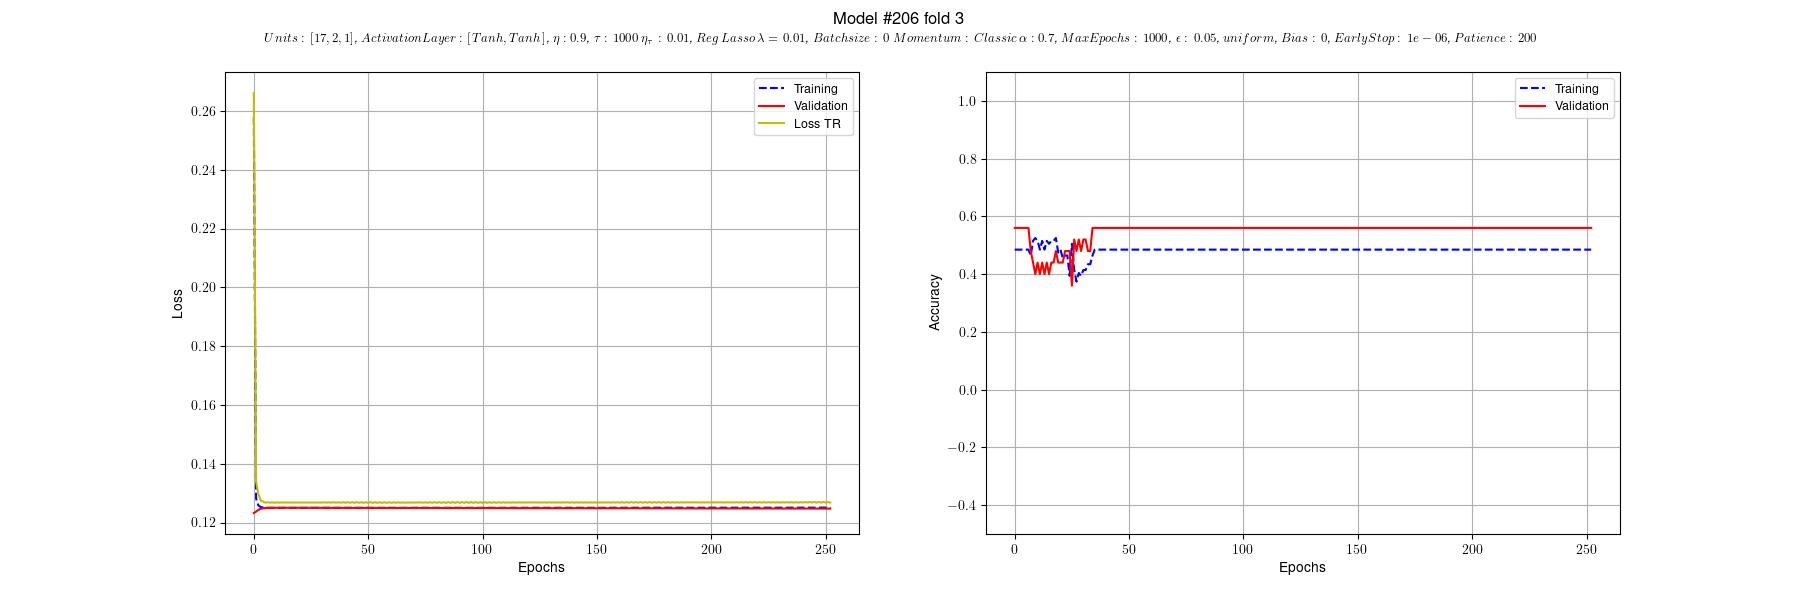 Model #206 fold 3
Units : [17, 2, 1], ActivationLayer : [Tanh, Tanh], η : 0.9, τ : 1000 η_τ : 0.01, Reg Lasso λ = 0.01, Batchsize : 0 Momentum : Classic α : 0.7, MaxEpochs : 1000, ϵ : 0.05, uniform, Bias : 0, EarlyStop : 1e − 06, Patience : 200
Loss
0.26
0.24
0.22
0.20
0.18
0.16
0.14
0.12
0
50
100
150
200
250
Epochs
Training
Validation
Loss TR
Accuracy
1.0
0.8
0.6
0.4
0.2
0.0
−0.2
−0.4
0
50
100
150
200
250
Epochs
Training
Validation